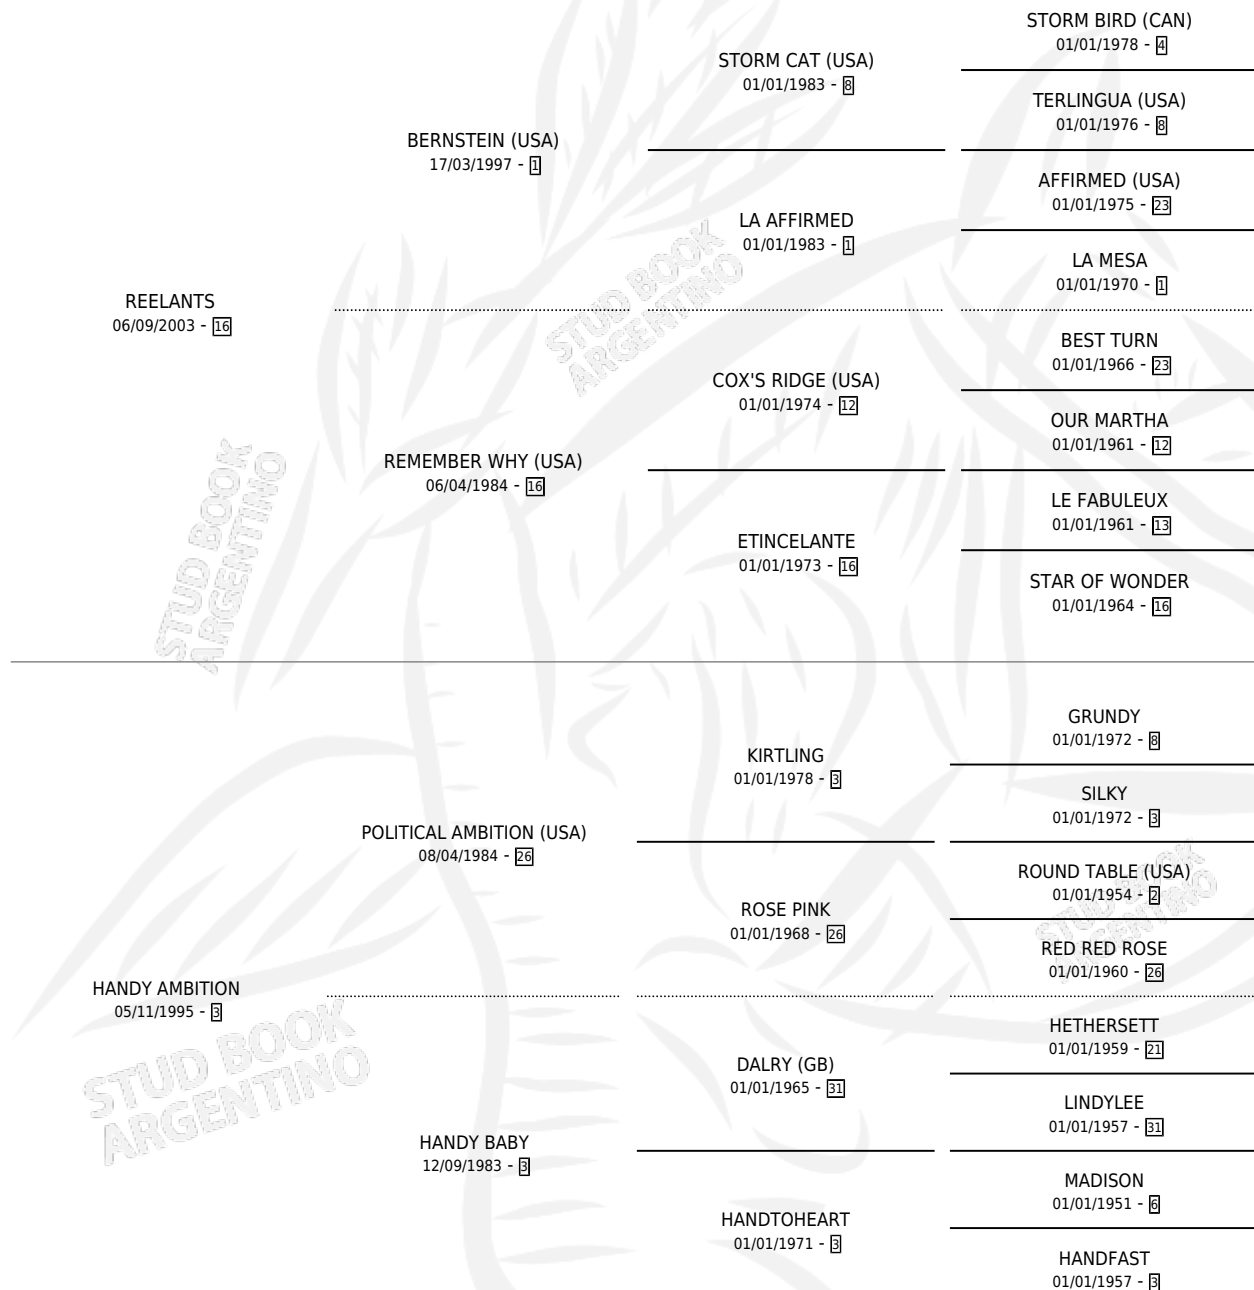 STORM BIRD (CAN)
01/01/1978 - 4
STORM CAT (USA)
01/01/1983 - 8
TERLINGUA (USA)
01/01/1976 - 8
BERNSTEIN (USA)
17/03/1997 - 1
AFFIRMED (USA)
01/01/1975 - 23
LA AFFIRMED
01/01/1983 - 1
LA MESA
01/01/1970 - 1
REELANTS
06/09/2003 - 16
STUD BOOK
ARGENTINO
BEST TURN
01/01/1966 - 23
COX'S RIDGE (USA)
01/01/1974 - 12
OUR MARTHA
01/01/1961 - 12
REMEMBER WHY (USA)
06/04/1984 - 16
LE FABULEUX
01/01/1961 - 13
ETINCELANTE
01/01/1973 - 16
STAR OF WONDER
01/01/1964 - 16
STUD BOOK
ARGENTINO
GRUNDY
01/01/1972 - 8
KIRTLING
01/01/1978 - 3
SILKY
01/01/1972 - 3
POLITICAL AMBITION (USA)
08/04/1984 - 26
ROUND TABLE (USA)
01/01/1954 - 2
ROSE PINK
01/01/1968 - 26
RED RED ROSE
01/01/1960 - 26
STUD BOOK
ARGENTINO
HANDY AMBITION
05/11/1995 - 3
STUD BOOK
ARGENTINO
HETHERSETT
01/01/1959 - 21
DALRY (GB)
01/01/1965 - 31
LINDYLEE
01/01/1957 - 31
HANDY BABY
12/09/1983 - 3
MADISON
01/01/1951 - 6
HANDTOHEART
01/01/1971 - 3
HANDFAST
01/01/1957 - 3